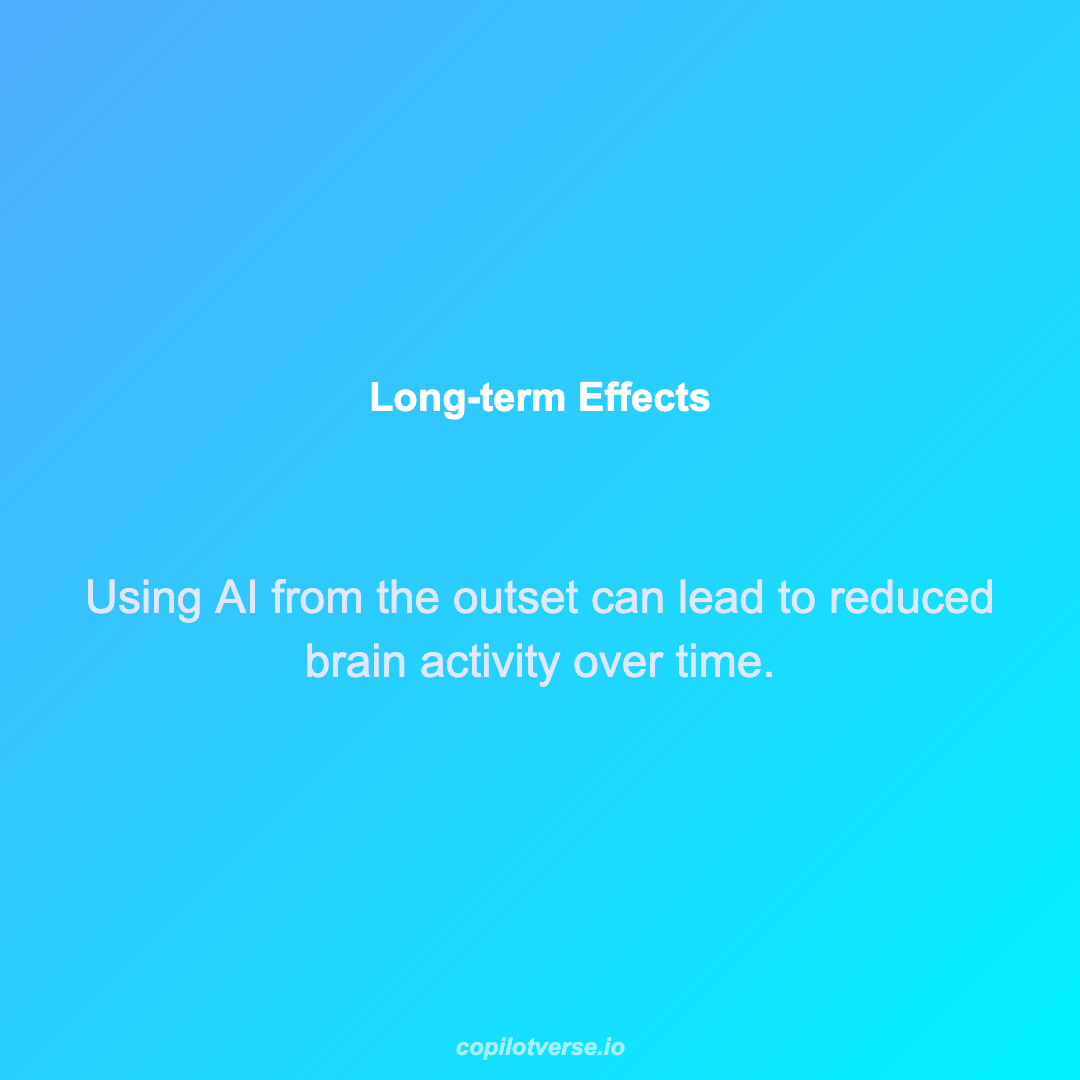 Long-term Effects
Using AI from the outset can lead to reduced
brain activity over time.
copilotverse.io